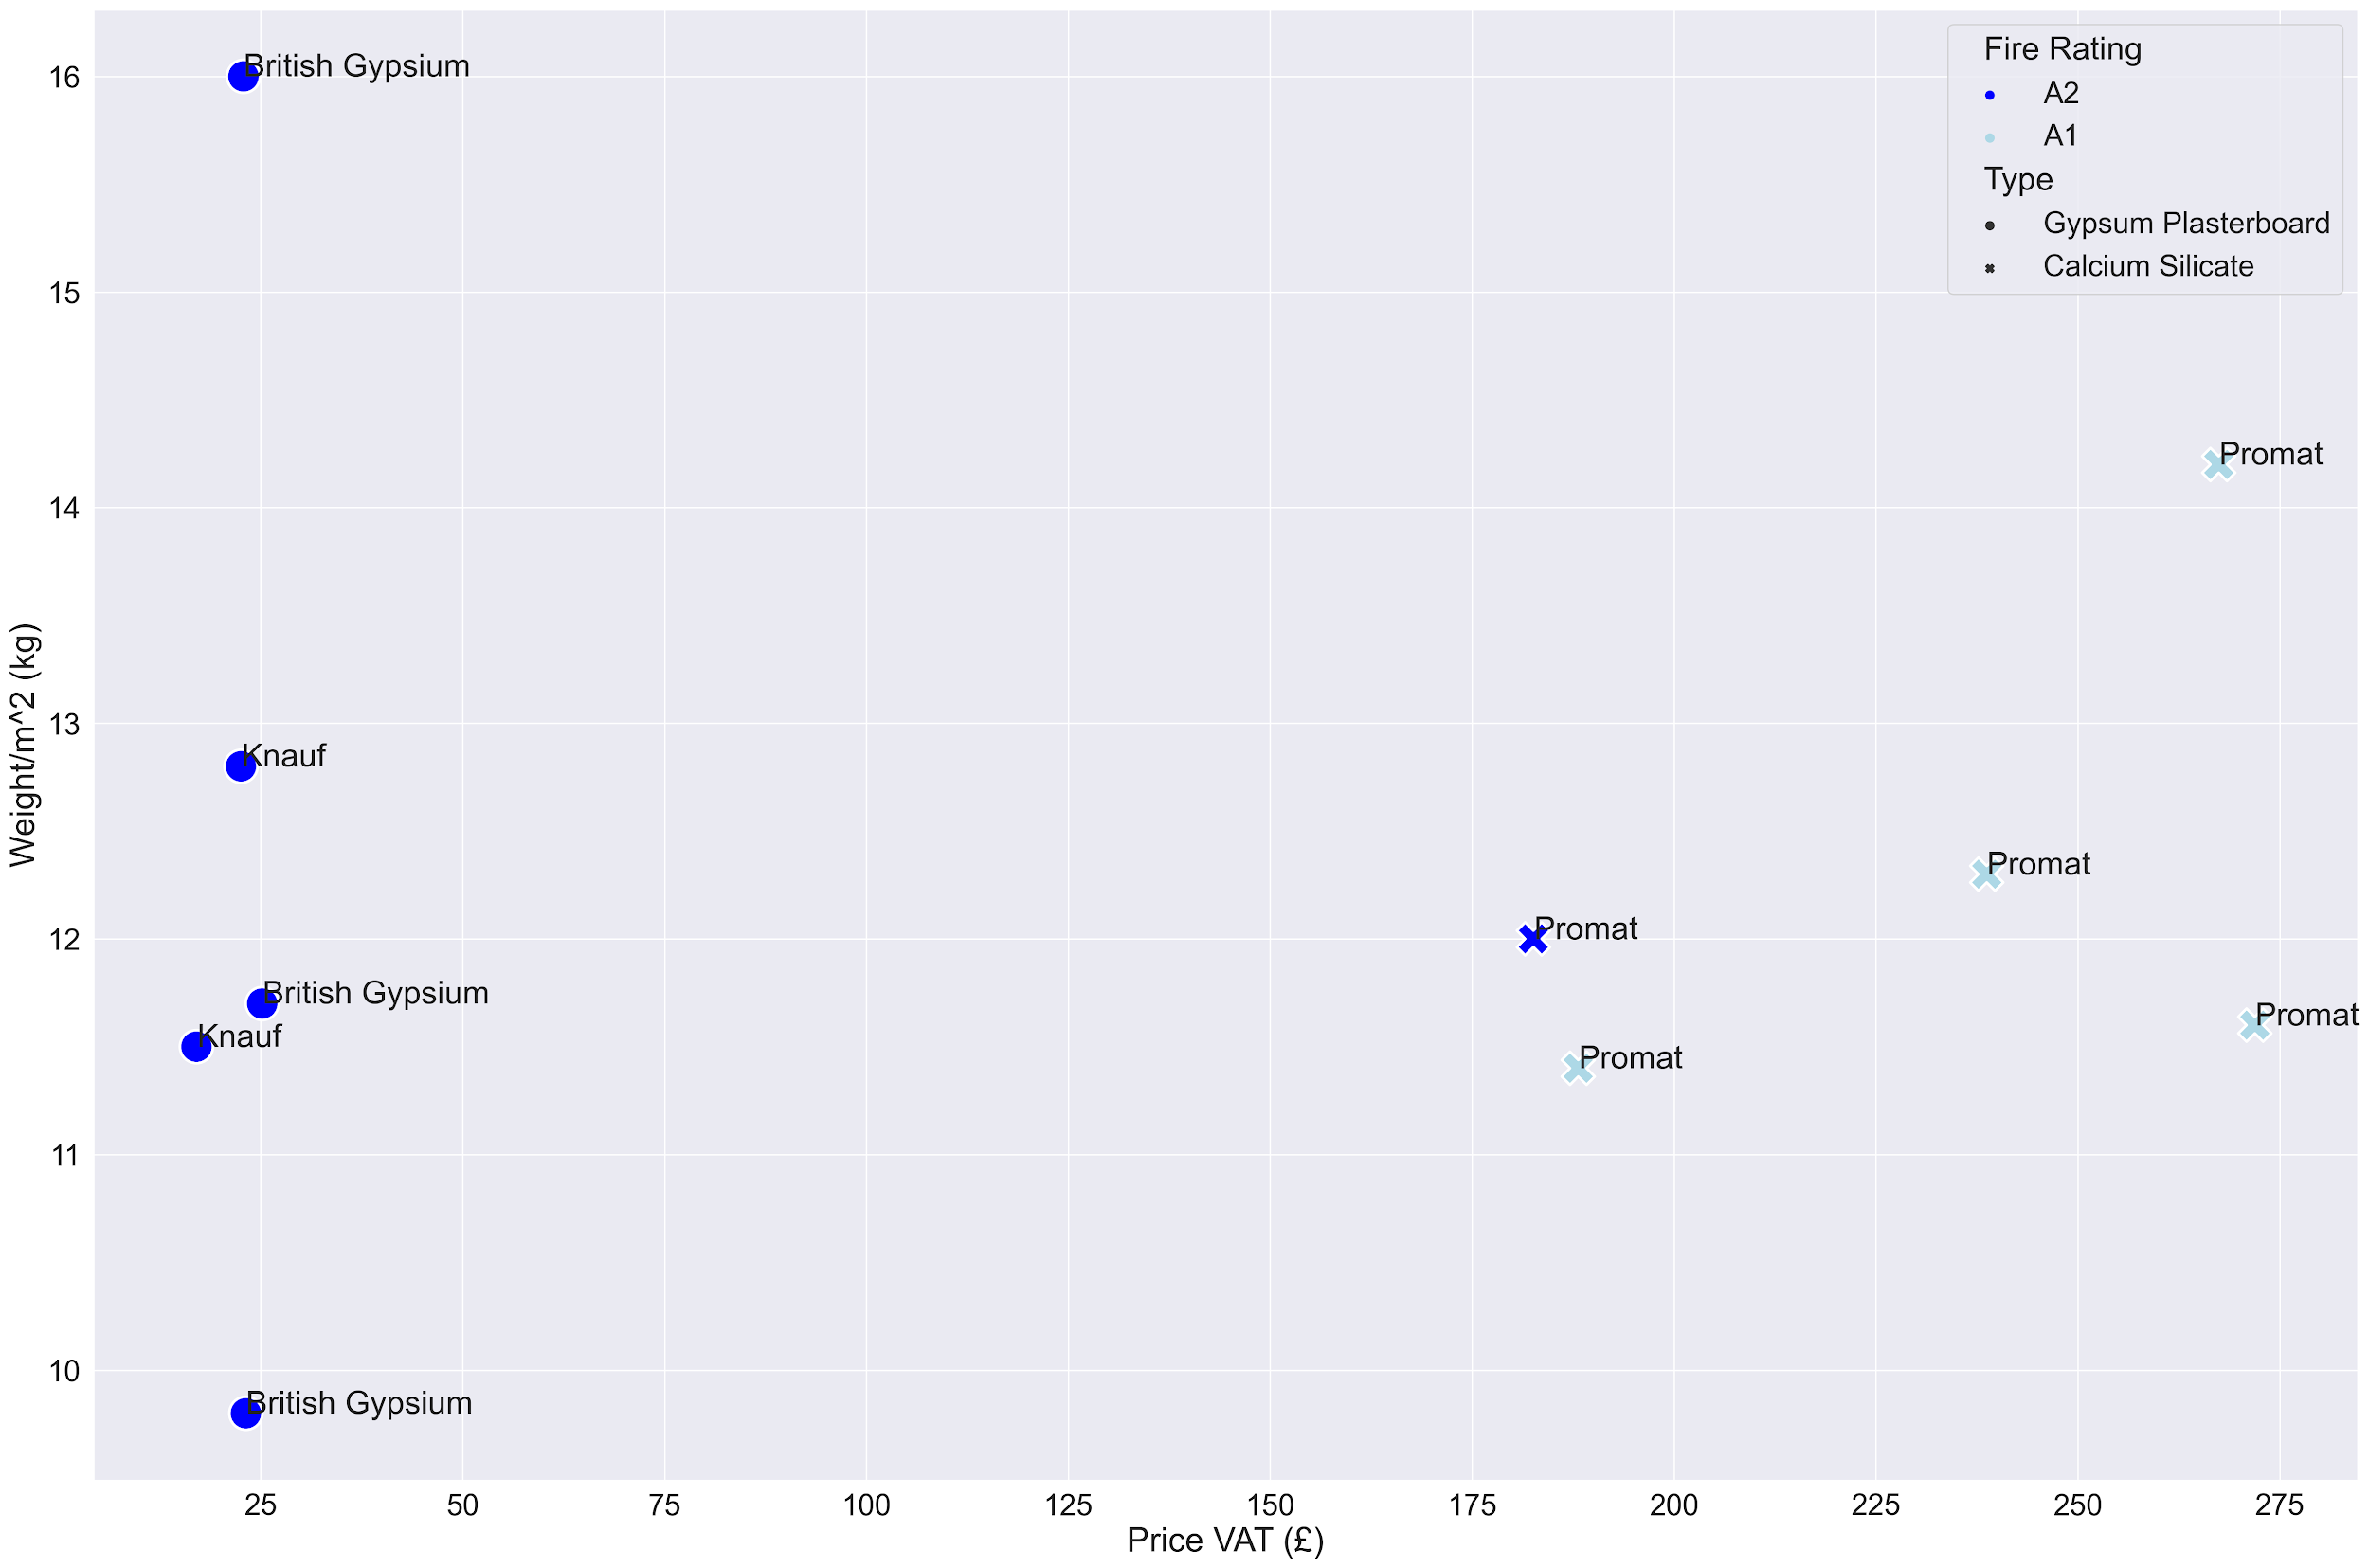 British Gypsium
Fire Rating
A2
A1
Type
Gypsum Plasterboard
Calcium Silicate
Promat
Knauf
Promat
Promat
British Gypsium
Promat
Knauf
Promat
British Gypsium
16
15
14
13
12
11
10
Weight/m^2 (kg)
25 50 75 100 125 150 175 200 225 250 275
Price VAT (£)